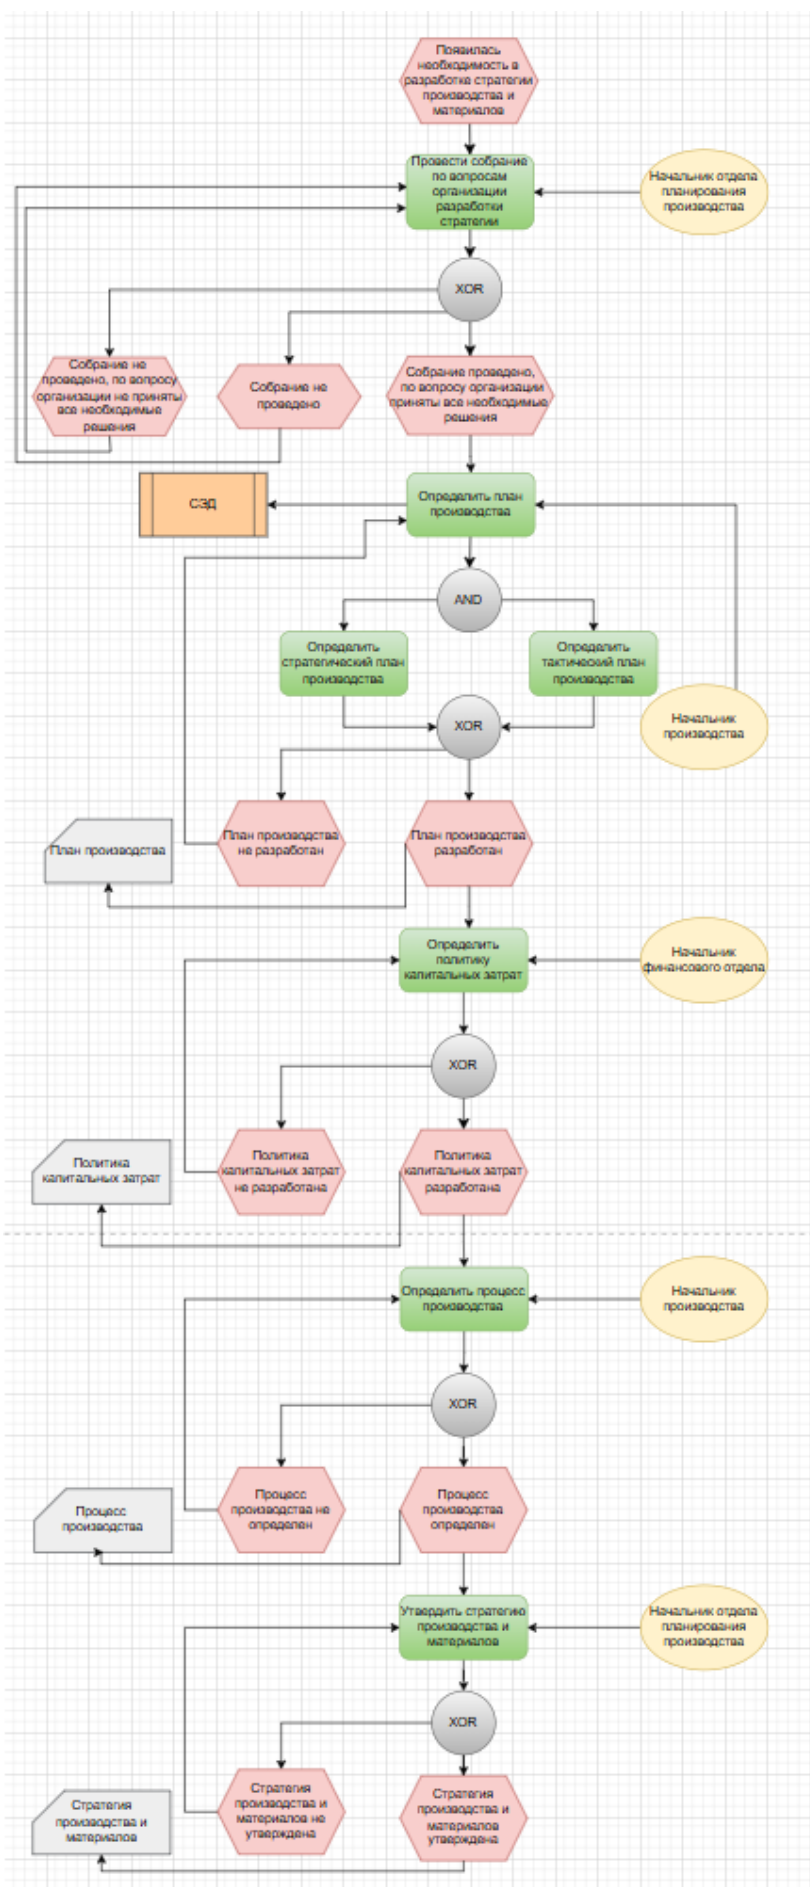 Появилась
необходимость в
разработке стратегии
производства и
материалов
Провести собрание
по вопросам
организации
разработки
стратегии
Начальник отдела
планирования
производства
XOR
Собрание не
проведено, по вопросу
организации не приняты
все необходимые
решения
Собрание не
проведено
Собрание проведено,
по вопросу организации
приняты все необходимые
решения
СЭД
Определить план
производства
AND
Определить
стратегический план
производства
Определить
тактический план
производства
XOR
Начальник
производства
План производства
План производства
не разработан
План производства
разработан
Определить
политику
капитальных затрат
Начальник
финансового отдела
XOR
Политика
капитальных затрат
Политика
капитальных затрат
не разработана
Политика
капитальных затрат
разработана
Определить процесс
производства
Начальник
производства
XOR
Процесс
производства
Процесс
производства не
определен
Процесс
производства
определен
Утвердить стратегию
производства и
материалов
Начальник отдела
планирования
производства
XOR
Стратегия
производства и
материалов
Стратегия
производства и
материалов не
утверждена
Стратегия
производства и
материалов
утверждена